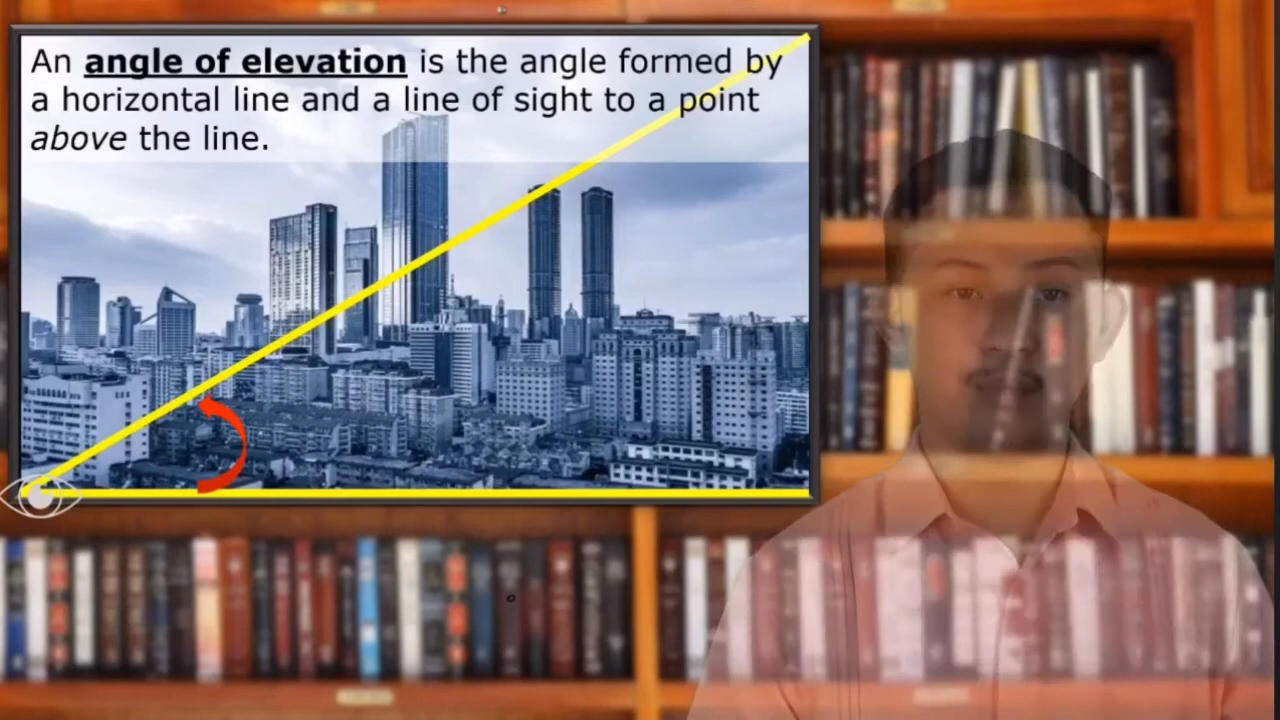 An angle of elevation is the angle formed by
a horizontal line and a line of sight to a point
above the line.